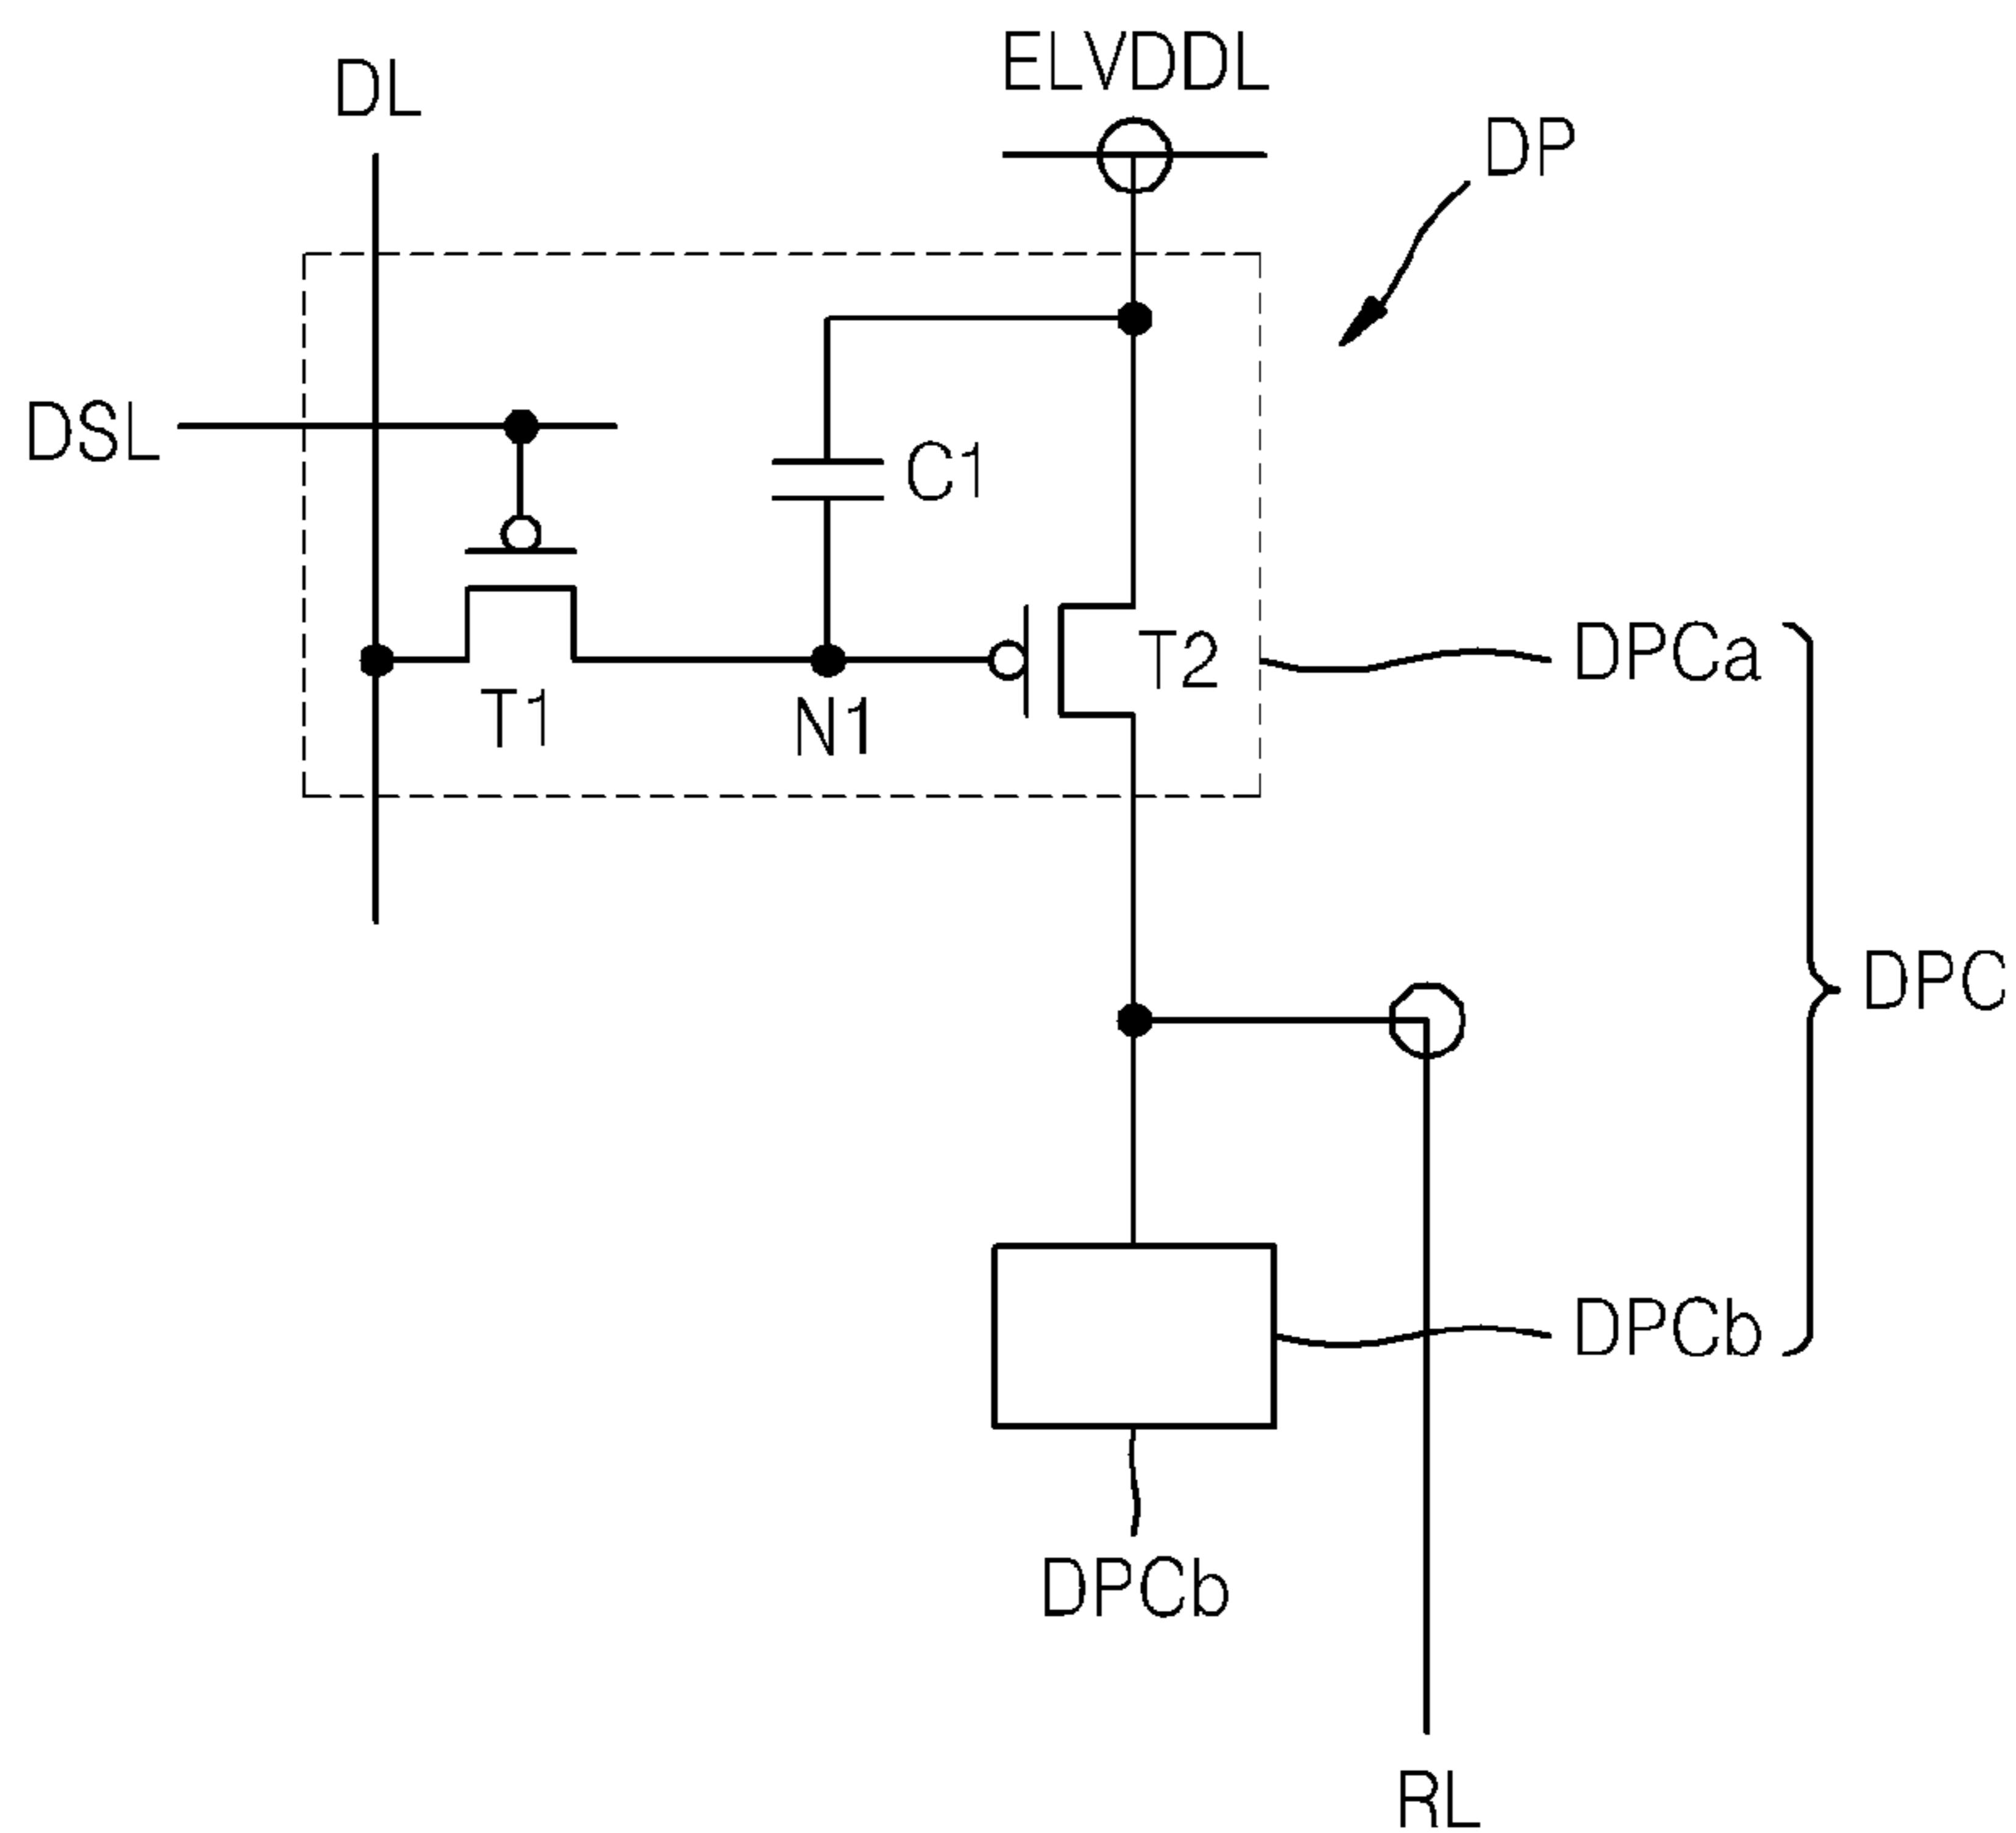 ELVDDL
DL
DP
DSL
C1
T2
DPCa
T1
N1
DPC
DPCb
DPCb
RL